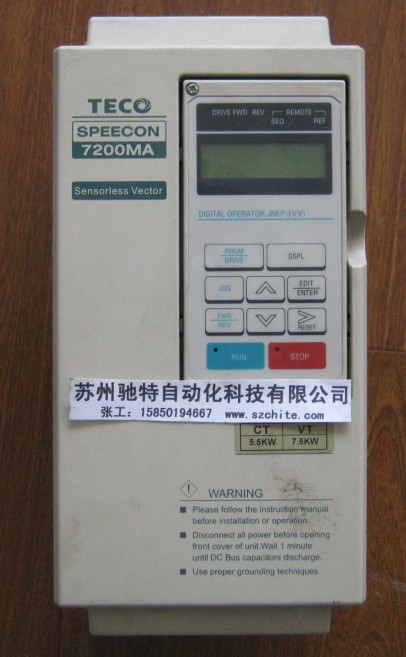 TECO
SPEECON
7200MA
Sensorless Vector
DRIVE FWD REV REMOTE
SEQ REF
DIGITAL OPERATOR JNEP 31(V)
PRGM
DRIVE
DSPL
JOG
EDIT
ENTER
FWD
REV
RESET
RUN
STOP
苏州驰特自动化科技有限公司
张工：15850194667 www.szchite.com
CT VT
5.5KW. 7.5KW
WARNING
Please follow the instruction manual
before installation or operation.
Disconnect all power before opening
front cover of unit.Wait 1 minute
until DC Bus capacitors discharge.
Use proper grounding techniques.